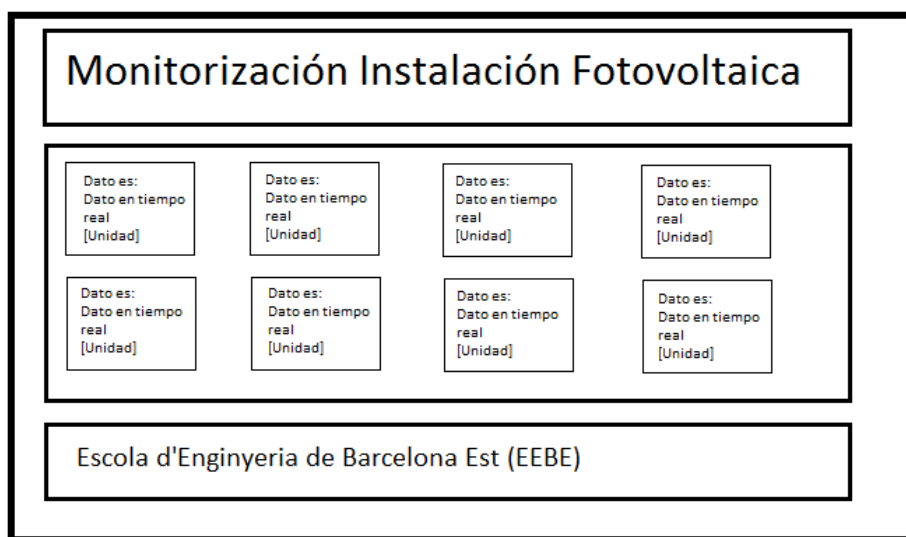 Monitorización Instalación Fotovoltaica
Dato es:
Dato en tiempo
real
[Unidad]
Dato es:
Dato en tiempo
real
[Unidad]
Dato es:
Dato en tiempo
real
[Unidad]
Dato es:
Dato en tiempo
real
[Unidad]
Dato es:
Dato en tiempo
real
[Unidad]
Dato es:
Dato en tiempo
real
[Unidad]
Dato es:
Dato en tiempo
real
[Unidad]
Dato es:
Dato en tiempo
real
[Unidad]
Escola d'Enginyeria de Barcelona Est (EEBE)